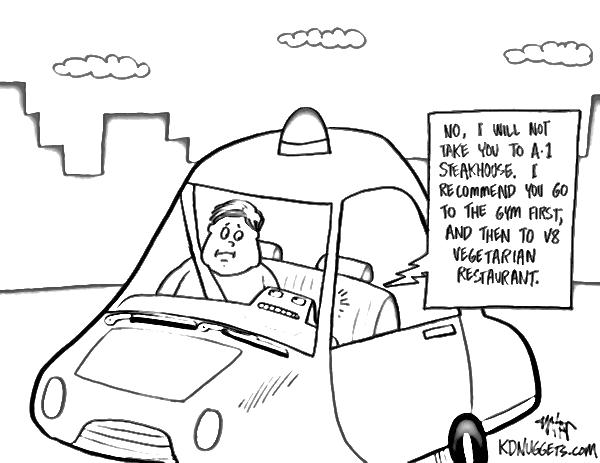 NO, I WILL NOT
TAKE YOU TO A-1
STEAKHOUSE. I
RECOMMEND YOU GO
TO THE GYM FIRST,
AND THEN TO V8
VEGETARIAN
RESTAURANT.
KDNUGGETS.COM